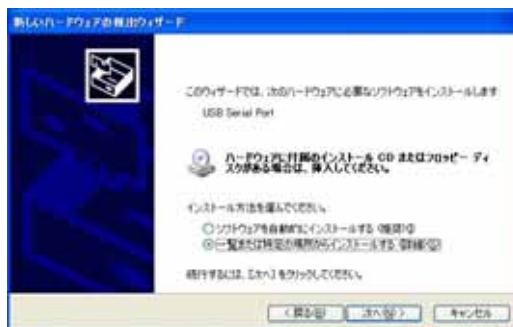 新しいハードウェアの検出ウィザード
このウィザードでは、次のハードウェアに必要なソフトウェアをインストールします
USB Serial Port
ハードウェアに付属のインストール CD またはフロッピー ディ
スクがある場合は、挿入してください。
インストール方法を選んでください。
ソフトウェアを自動的にインストールする (推奨)(I)
一覧または特定の場所からインストールする (詳細)(S)
続行するには、[次へ] をクリックしてください。
< 戻る(B) 次へ(N) > キャンセル